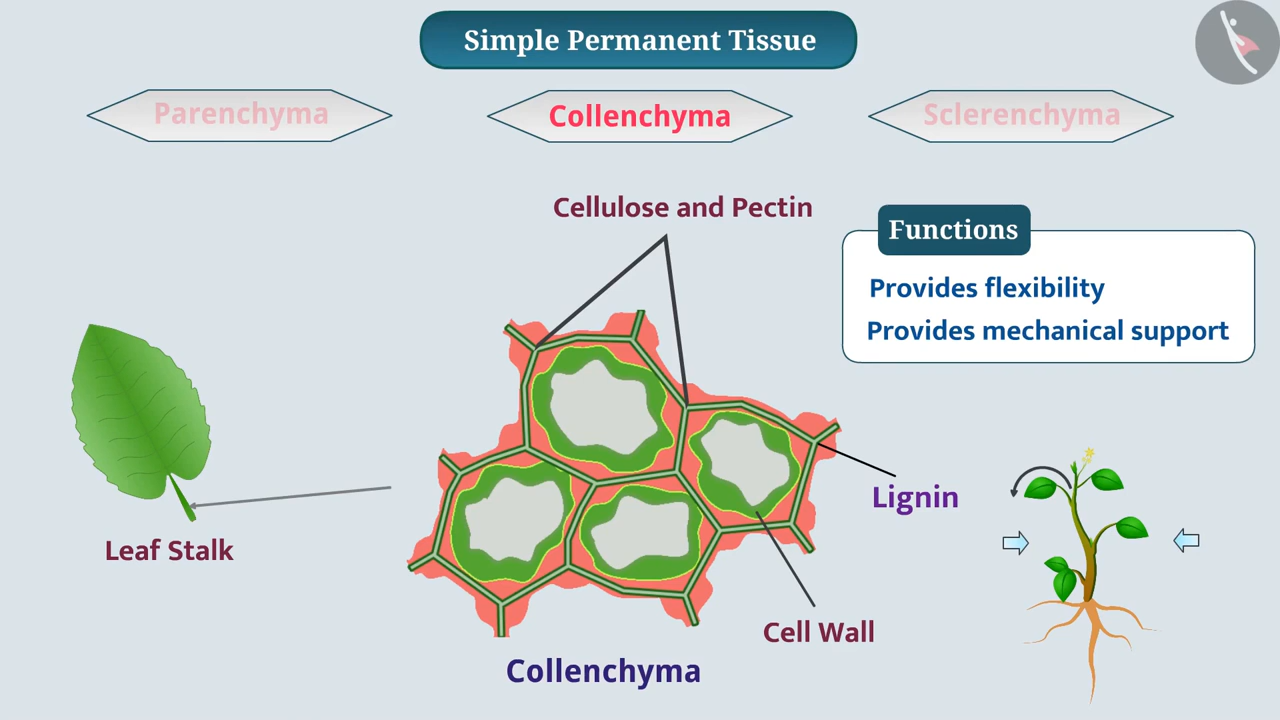 Simple Permanent Tissue
Parenchyma
Collenchyma
Sclerenchyma
Cellulose and Pectin
Functions
Provides flexibility
Provides mechanical support
Lignin
Leaf Stalk
Cell Wall
Collenchyma